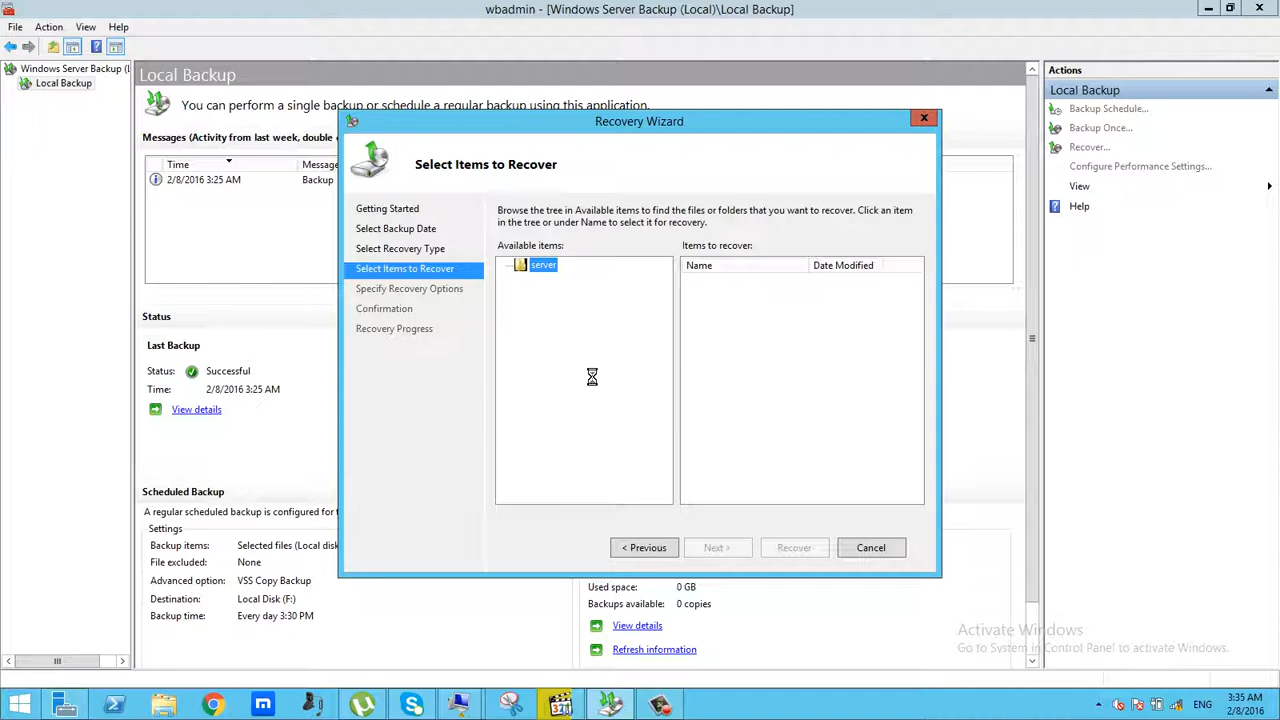 wbadmin - [Windows Server Backup (Local)\Local Backup]
File Action View Help
Windows Server Backup (L
Local Backup
Local Backup
You can perform a single backup or schedule a regular backup using this application.
Messages (Activity from last week, double
Time Message
2/8/2016 3:25 AM Backup
Status
Last Backup
Status: Successful
Time: 2/8/2016 3:25 AM
View details
Scheduled Backup
A regular scheduled backup is configured for
Settings
Backup items: Selected files (Local disk
File excluded: None
Advanced option: VSS Copy Backup
Destination: Local Disk (F:)
Backup time: Every day 3:30 PM
Recovery Wizard
Select Items to Recover
Getting Started
Select Backup Date
Select Recovery Type
Select Items to Recover
Specify Recovery Options
Confirmation
Recovery Progress
Browse the tree in Available items to find the files or folders that you want to recover. Click an item
in the tree or under Name to select it for recovery.
Available items: Items to recover:
server
Name Date Modified
< Previous Next > Recover Cancel
Used space: 0 GB
Backups available: 0 copies
View details
Refresh information
Actions
Local Backup
Backup Schedule...
Backup Once...
Recover...
Configure Performance Settings...
View
Help
Activate Windows
Go to System in Control Panel to activate Windows.
321
ENG
3:35 AM
2/8/2016